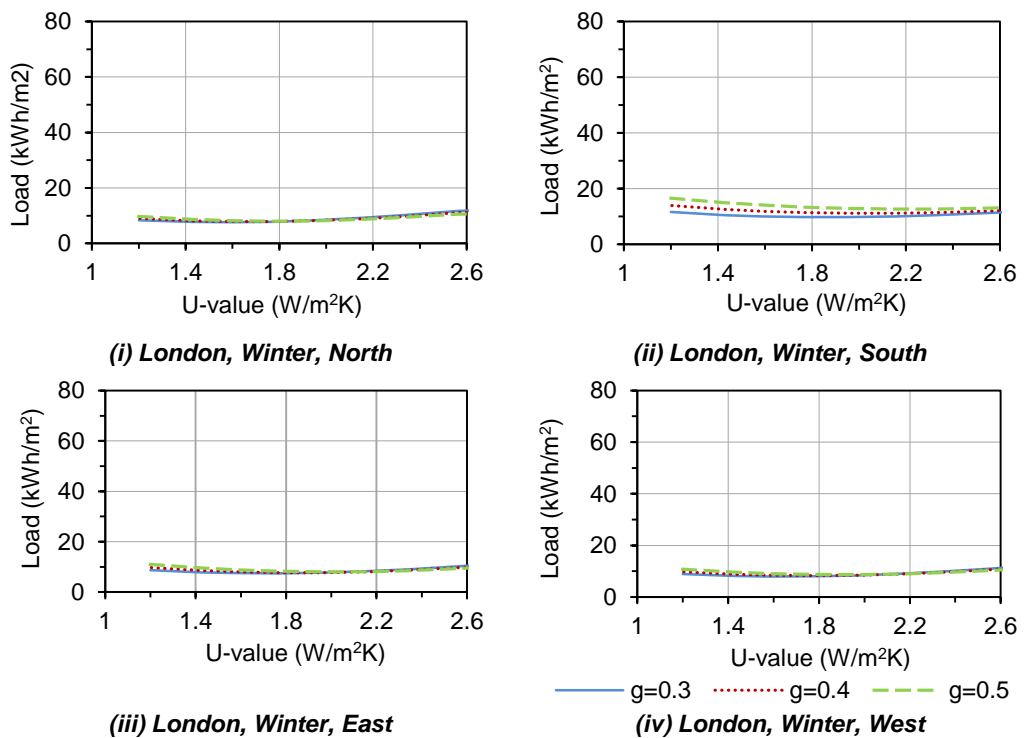 80
60
40
20
0
Load (kWh/m2)
1 1.4 1.8 2.2 2.6
U-value (W/m²K)
(i) London, Winter, North
80
60
40
20
0
Load (kWh/m²)
1 1.4 1.8 2.2 2.6
U-value (W/m²K)
(ii) London, Winter, South
80
60
40
20
0
Load (kWh/m²)
1 1.4 1.8 2.2 2.6
U-value (W/m²K)
(iii) London, Winter, East
80
60
40
20
0
Load (kWh/m²)
1 1.4 1.8 2.2 2.6
U-value (W/m²K)
g=0.3 g=0.4 g=0.5
(iv) London, Winter, West